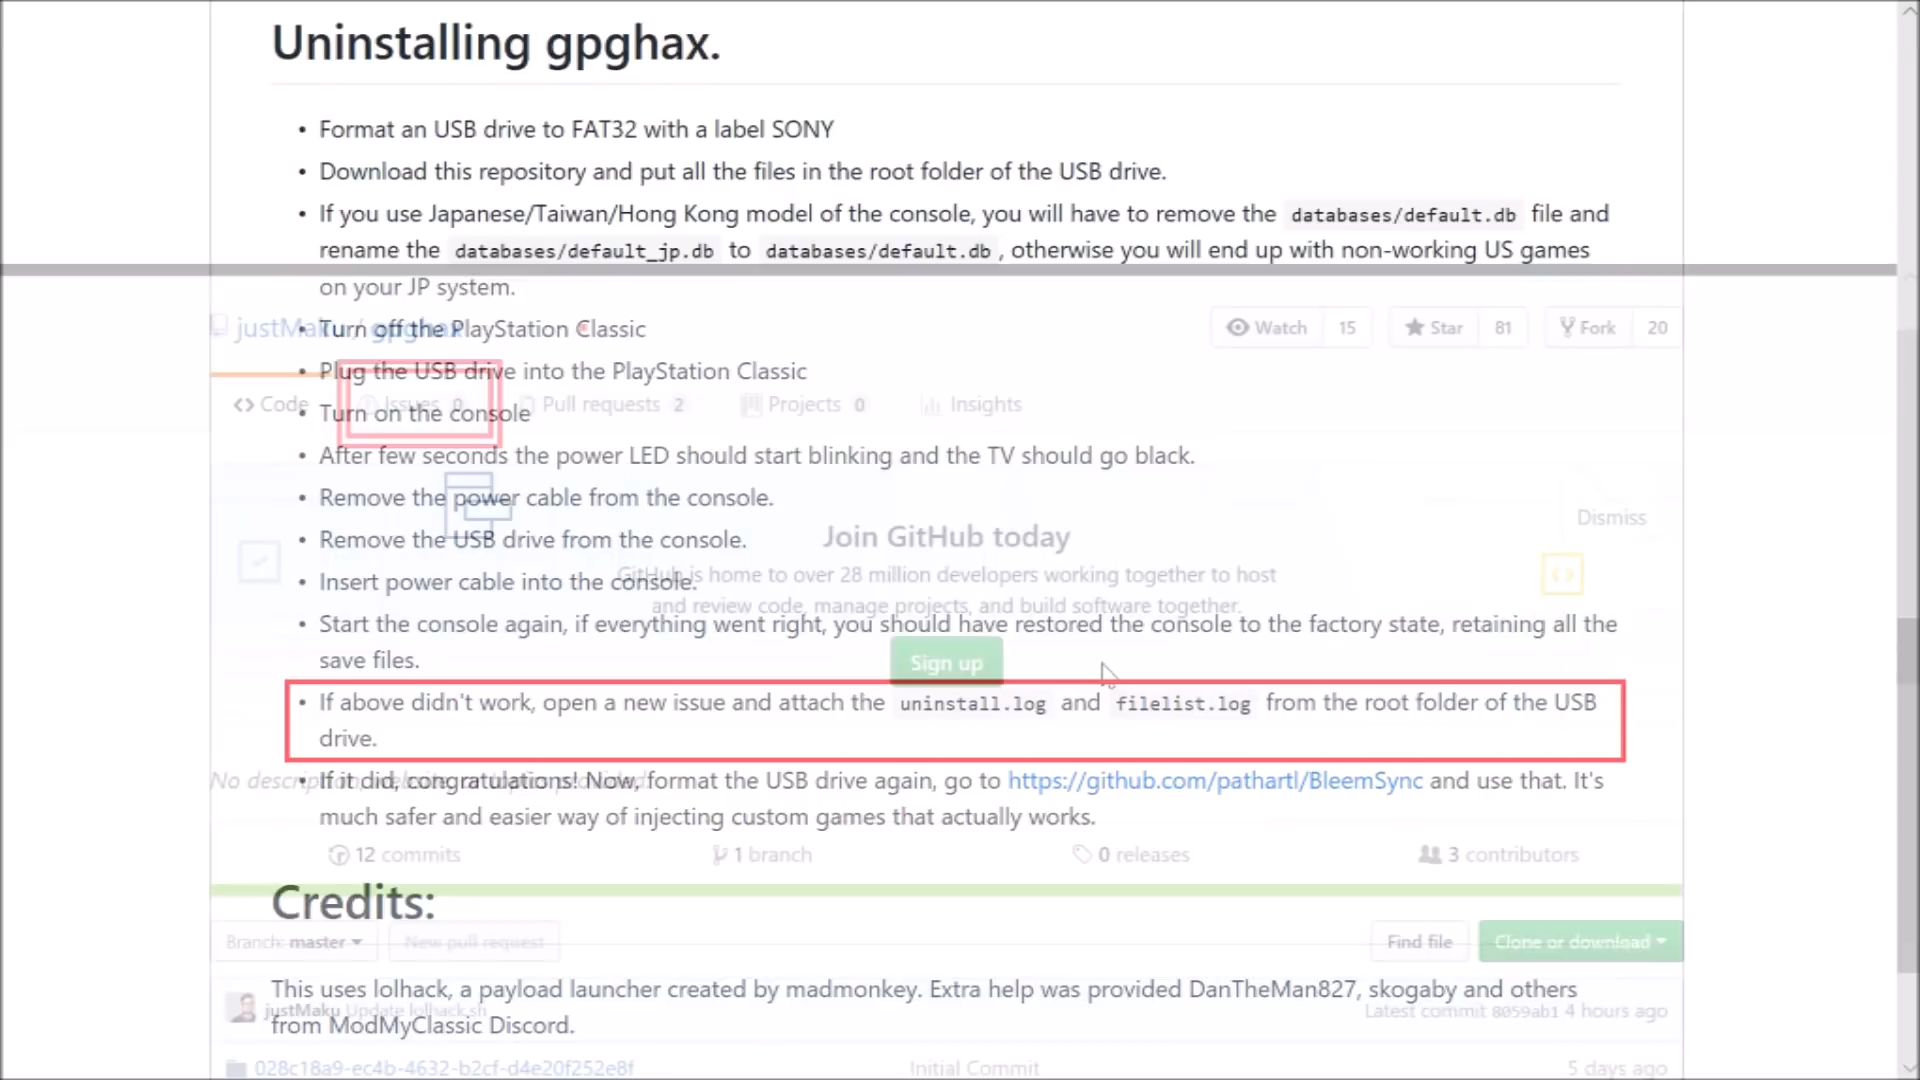 Uninstalling gpghax.
• Format an USB drive to FAT32 with a label SONY
• Download this repository and put all the files in the root folder of the USB drive.
• If you use Japanese/Taiwan/Hong Kong model of the console, you will have to remove the databases/default.db file and
rename the databases/default_jp.db to databases/default.db, otherwise you will end up with non-working US games
on your JP system.
justMaku / gpghax
Watch 15 Star 81 Fork 20
• Turn off the PlayStation Classic
• Plug the USB drive into the PlayStation Classic
<> Code Issues 0 Pull requests 2 Projects 0 Insights
• Turn on the console
• After few seconds the power LED should start blinking and the TV should go black.
• Remove the power cable from the console.
Dismiss
Join GitHub today
• Remove the USB drive from the console.
GitHub is home to over 28 million developers working together to host
• Insert power cable into the console.
and review code, manage projects, and build software together.
• Start the console again, if everything went right, you should have restored the console to the factory state, retaining all the
save files.
Sign up
• If above didn't work, open a new issue and attach the uninstall.log and filelist.log from the root folder of the USB
drive.
No description, website, or topics provided.
• If it did, congratulations! Now, format the USB drive again, go to https://github.com/pathartl/BleemSync and use that. It's
much safer and easier way of injecting custom games that actually works.
12 commits 1 branch 0 releases 3 contributors
Credits:
Branch: master New pull request Find file Clone or download
This uses lolhack, a payload launcher created by madmonkey. Extra help was provided DanTheMan827, skogaby and others
justMaku Update lolhack.sh Latest commit 8059ab1 4 hours ago
from ModMyClassic Discord.
028c18a9-ec4b-4632-b2cf-d4e20f252e8f Initial Commit 5 days ago